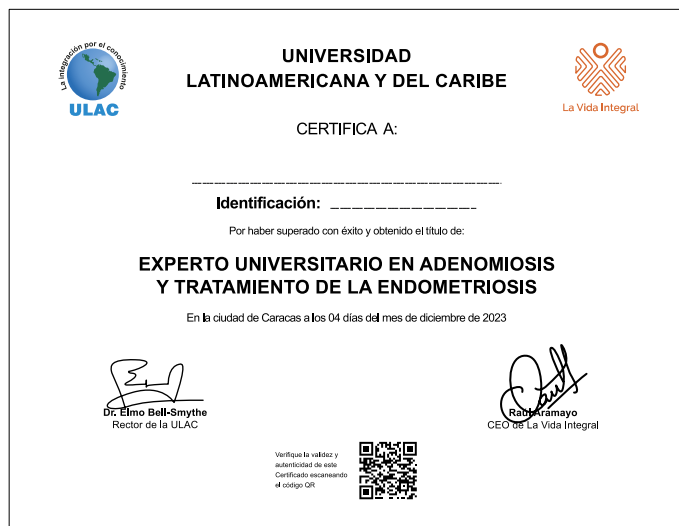 La integración por el conocimiento
ULAC
UNIVERSIDAD
LATINOAMERICANA Y DEL CARIBE
La Vida Integral
CERTIFICA A:
Identificación:
Por haber superado con éxito y obtenido el título de:
EXPERTO UNIVERSITARIO EN ADENOMIOSIS
Y TRATAMIENTO DE LA ENDOMETRIOSIS
En la ciudad de Caracas a los 04 días del mes de diciembre de 2023
Dr. Elmo Bell-Smythe
Rector de la ULAC
Raúl Aramayo
CEO de La Vida Integral
Verifique la validez y
autenticidad de este
Certificado escaneando
el código QR